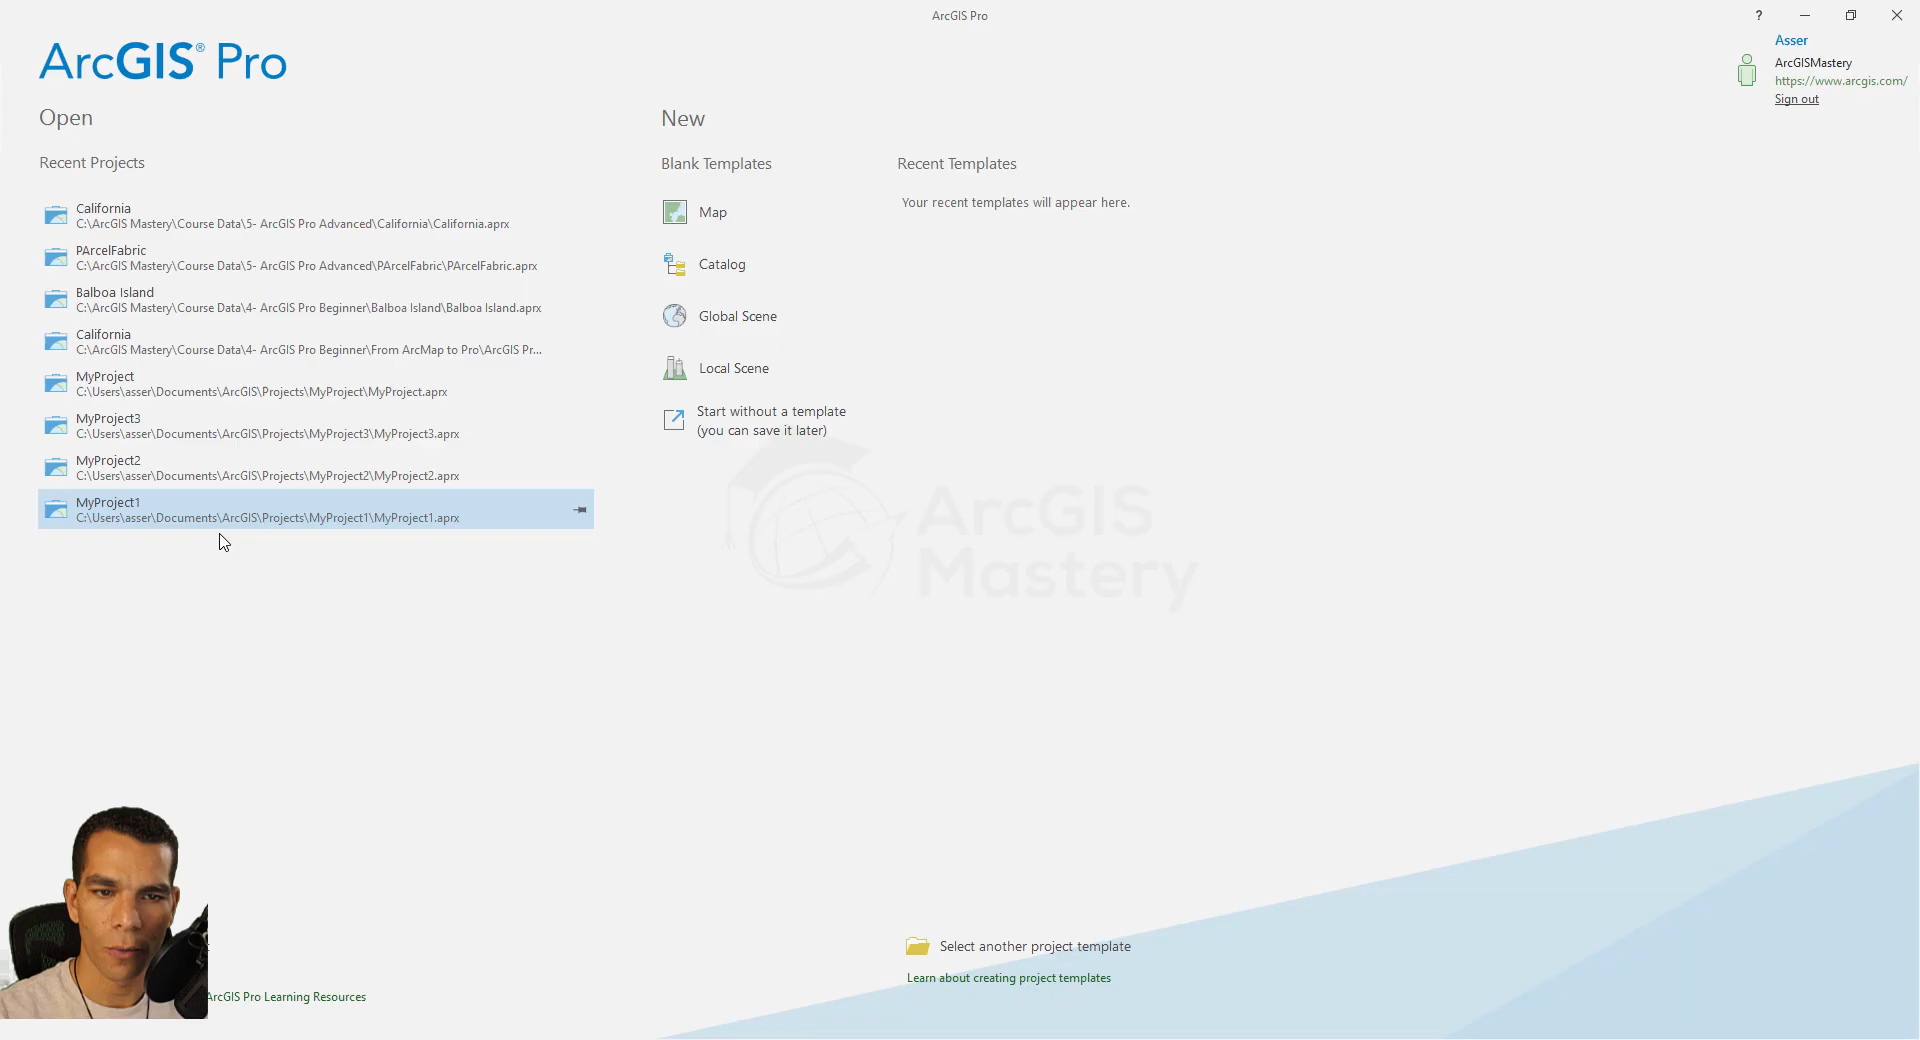 ArcGIS Pro
?
ArcGIS® Pro
Asser
ArcGISMastery
https://www.arcgis.com/
Sign out
Open
Recent Projects
California
C:\ArcGIS Mastery\Course Data\5- ArcGIS Pro Advanced\California\California.aprx
PArcelFabric
C:\ArcGIS Mastery\Course Data\5- ArcGIS Pro Advanced\PArcelFabric\PArcelFabric.aprx
Balboa Island
C:\ArcGIS Mastery\Course Data\4- ArcGIS Pro Beginner\Balboa Island\Balboa Island.aprx
California
C:\ArcGIS Mastery\Course Data\4- ArcGIS Pro Beginner\From ArcMap to Pro\ArcGIS Pr...
MyProject
C:\Users\asser\Documents\ArcGIS\Projects\MyProject\MyProject.aprx
MyProject3
C:\Users\asser\Documents\ArcGIS\Projects\MyProject3\MyProject3.aprx
MyProject2
C:\Users\asser\Documents\ArcGIS\Projects\MyProject2\MyProject2.aprx
MyProject1
C:\Users\asser\Documents\ArcGIS\Projects\MyProject1\MyProject1.aprx
New
Blank Templates
Map
Catalog
Global Scene
Local Scene
Start without a template
(you can save it later)
Recent Templates
Your recent templates will appear here.
ArcGIS
Mastery
Select another project template
Learn about creating project templates
ArcGIS Pro Learning Resources